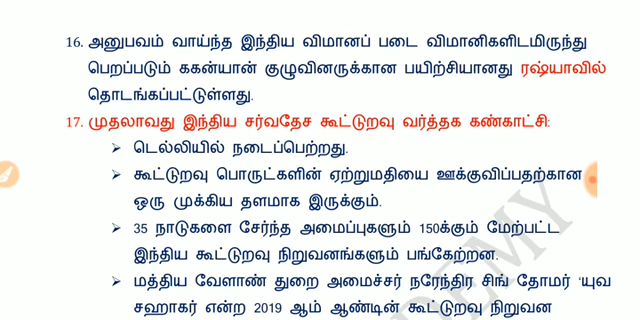 16. அனுபவம் வாய்ந்த இந்திய விமானப் படை விமானிகளிடமிருந்து
பெறப்படும் ககன்யான் குழுவினருக்கான பயிற்சியானது ரஷ்யாவில்
தொடங்கப்பட்டுள்ளது.
17. முதலாவது இந்திய சர்வதேச கூட்டுறவு வர்த்தக கண்காட்சி:
➢ டெல்லியில் நடைப்பெற்றது.
➢ கூட்டுறவு பொருட்களின் ஏற்றுமதியை ஊக்குவிப்பதற்கான
ஒரு முக்கிய தளமாக இருக்கும்.
➢ 35 நாடுகளை சேர்ந்த அமைப்புகளும் 150க்கும் மேற்பட்ட
இந்திய கூட்டுறவு நிறுவனங்களும் பங்கேற்றன.
➢ மத்திய வேளாண் துறை அமைச்சர் நரேந்திர சிங் தோமர் 'யுவ
சஹாகர் என்ற 2019 ஆம் ஆண்டின் கூட்டுறவு நிறுவன
DEMY